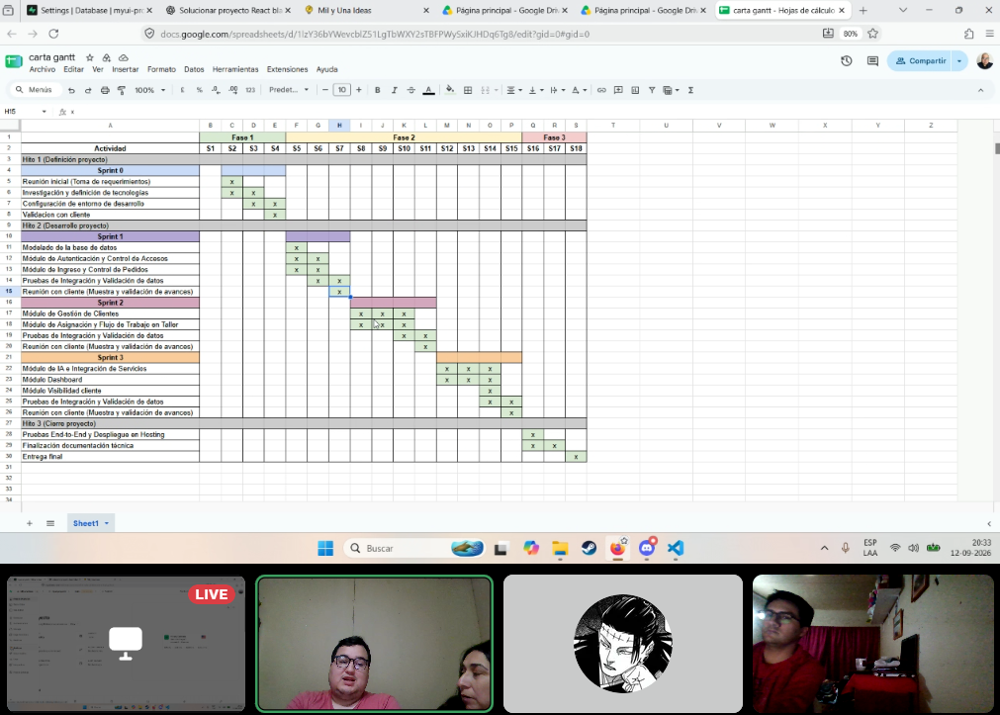 Settings | Database | myui-pro
Solucionar proyecto React bla
Mil y Una Ideas
Página principal - Google Driv
Página principal - Google Driv
carta gantt - Hojas de cálculo
80%
carta gantt
Archivo Editar Ver Insertar Formato Datos Herramientas Extensiones Ayuda
Compartir
Menús 100% £ % .0 .00 123 Predet... 10 B I S A
H15 fx x
A B C D E F G H I J K L M N O P Q R S T U V W X Y Z
1 Fase 1 Fase 2 Fase 3
2 Actividad S1 S2 S3 S4 S5 S6 S7 S8 S9 S10 S11 S12 S13 S14 S15 S16 S17 S18
3 Hito 1 (Definición proyecto)
4 Sprint 0
5 Reunión inicial (Toma de requerimientos) x
6 Investigación y definición de tecnologías x x
7 Configuración de entorno de desarrollo x x
8 Validacion con cliente x
9 Hito 2 (Desarrollo proyecto)
10 Sprint 1
11 Modelado de la base de datos x
12 Módulo de Autenticación y Control de Accesos x x
13 Módulo de Ingreso y Control de Pedidos x x
14 Pruebas de Integración y Validación de datos x x
15 Reunión con cliente (Muestra y validación de avances) x
16 Sprint 2
17 Módulo de Gestión de Clientes x x x
18 Módulo de Asignación y Flujo de Trabajo en Taller x x x
19 Pruebas de Integración y Validación de datos x x
20 Reunión con cliente (Muestra y validación de avances) x
21 Sprint 3
22 Módulo de IA e Integración de Servicios x x x
23 Módulo Dashboard x x x
24 Módulo Visibilidad cliente x
25 Pruebas de Integración y Validación de datos x x
26 Reunión con cliente (Muestra y validación de avances) x
27 Hito 3 (Cierre proyecto)
28 Pruebas End-to-End y Despliegue en Hosting x
29 Finalización documentación técnica x x
30 Entrega final x
31
32
33
34
Sheet1
Buscar
ESP
LAA
20:33
12-09-2026
LIVE